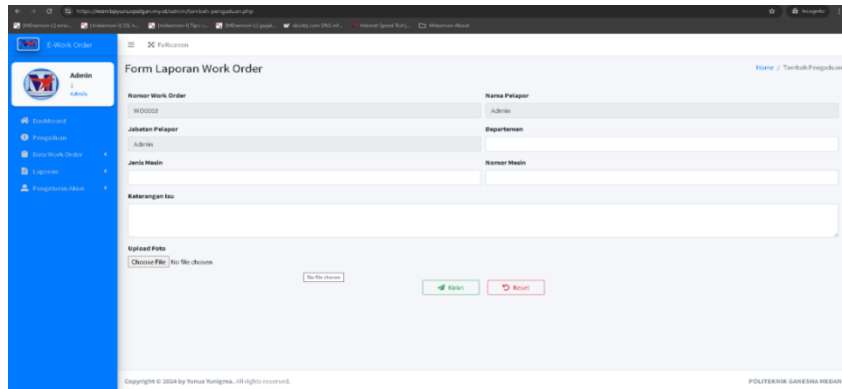 E-Work Order
Fullscreen
Admin
1
Admin
Dashboard
Pengaduan
Data Work Order
Laporan
Pengaturan Akun
Form Laporan Work Order
Home / Tambah Pengaduan
Nomor Work Order
Nama Pelapor
WO0002
Admin
Jabatan Pelapor
Departemen
Admin
Jenis Mesin
Nomor Mesin
Keterangan Isu
Upload Foto
Choose File No file chosen
No file chosen
Kirim
Reset
Copyright © 2024 by Yunus Yunigma. All rights reserved.
POLITEKNIK GANESHA MEDAN